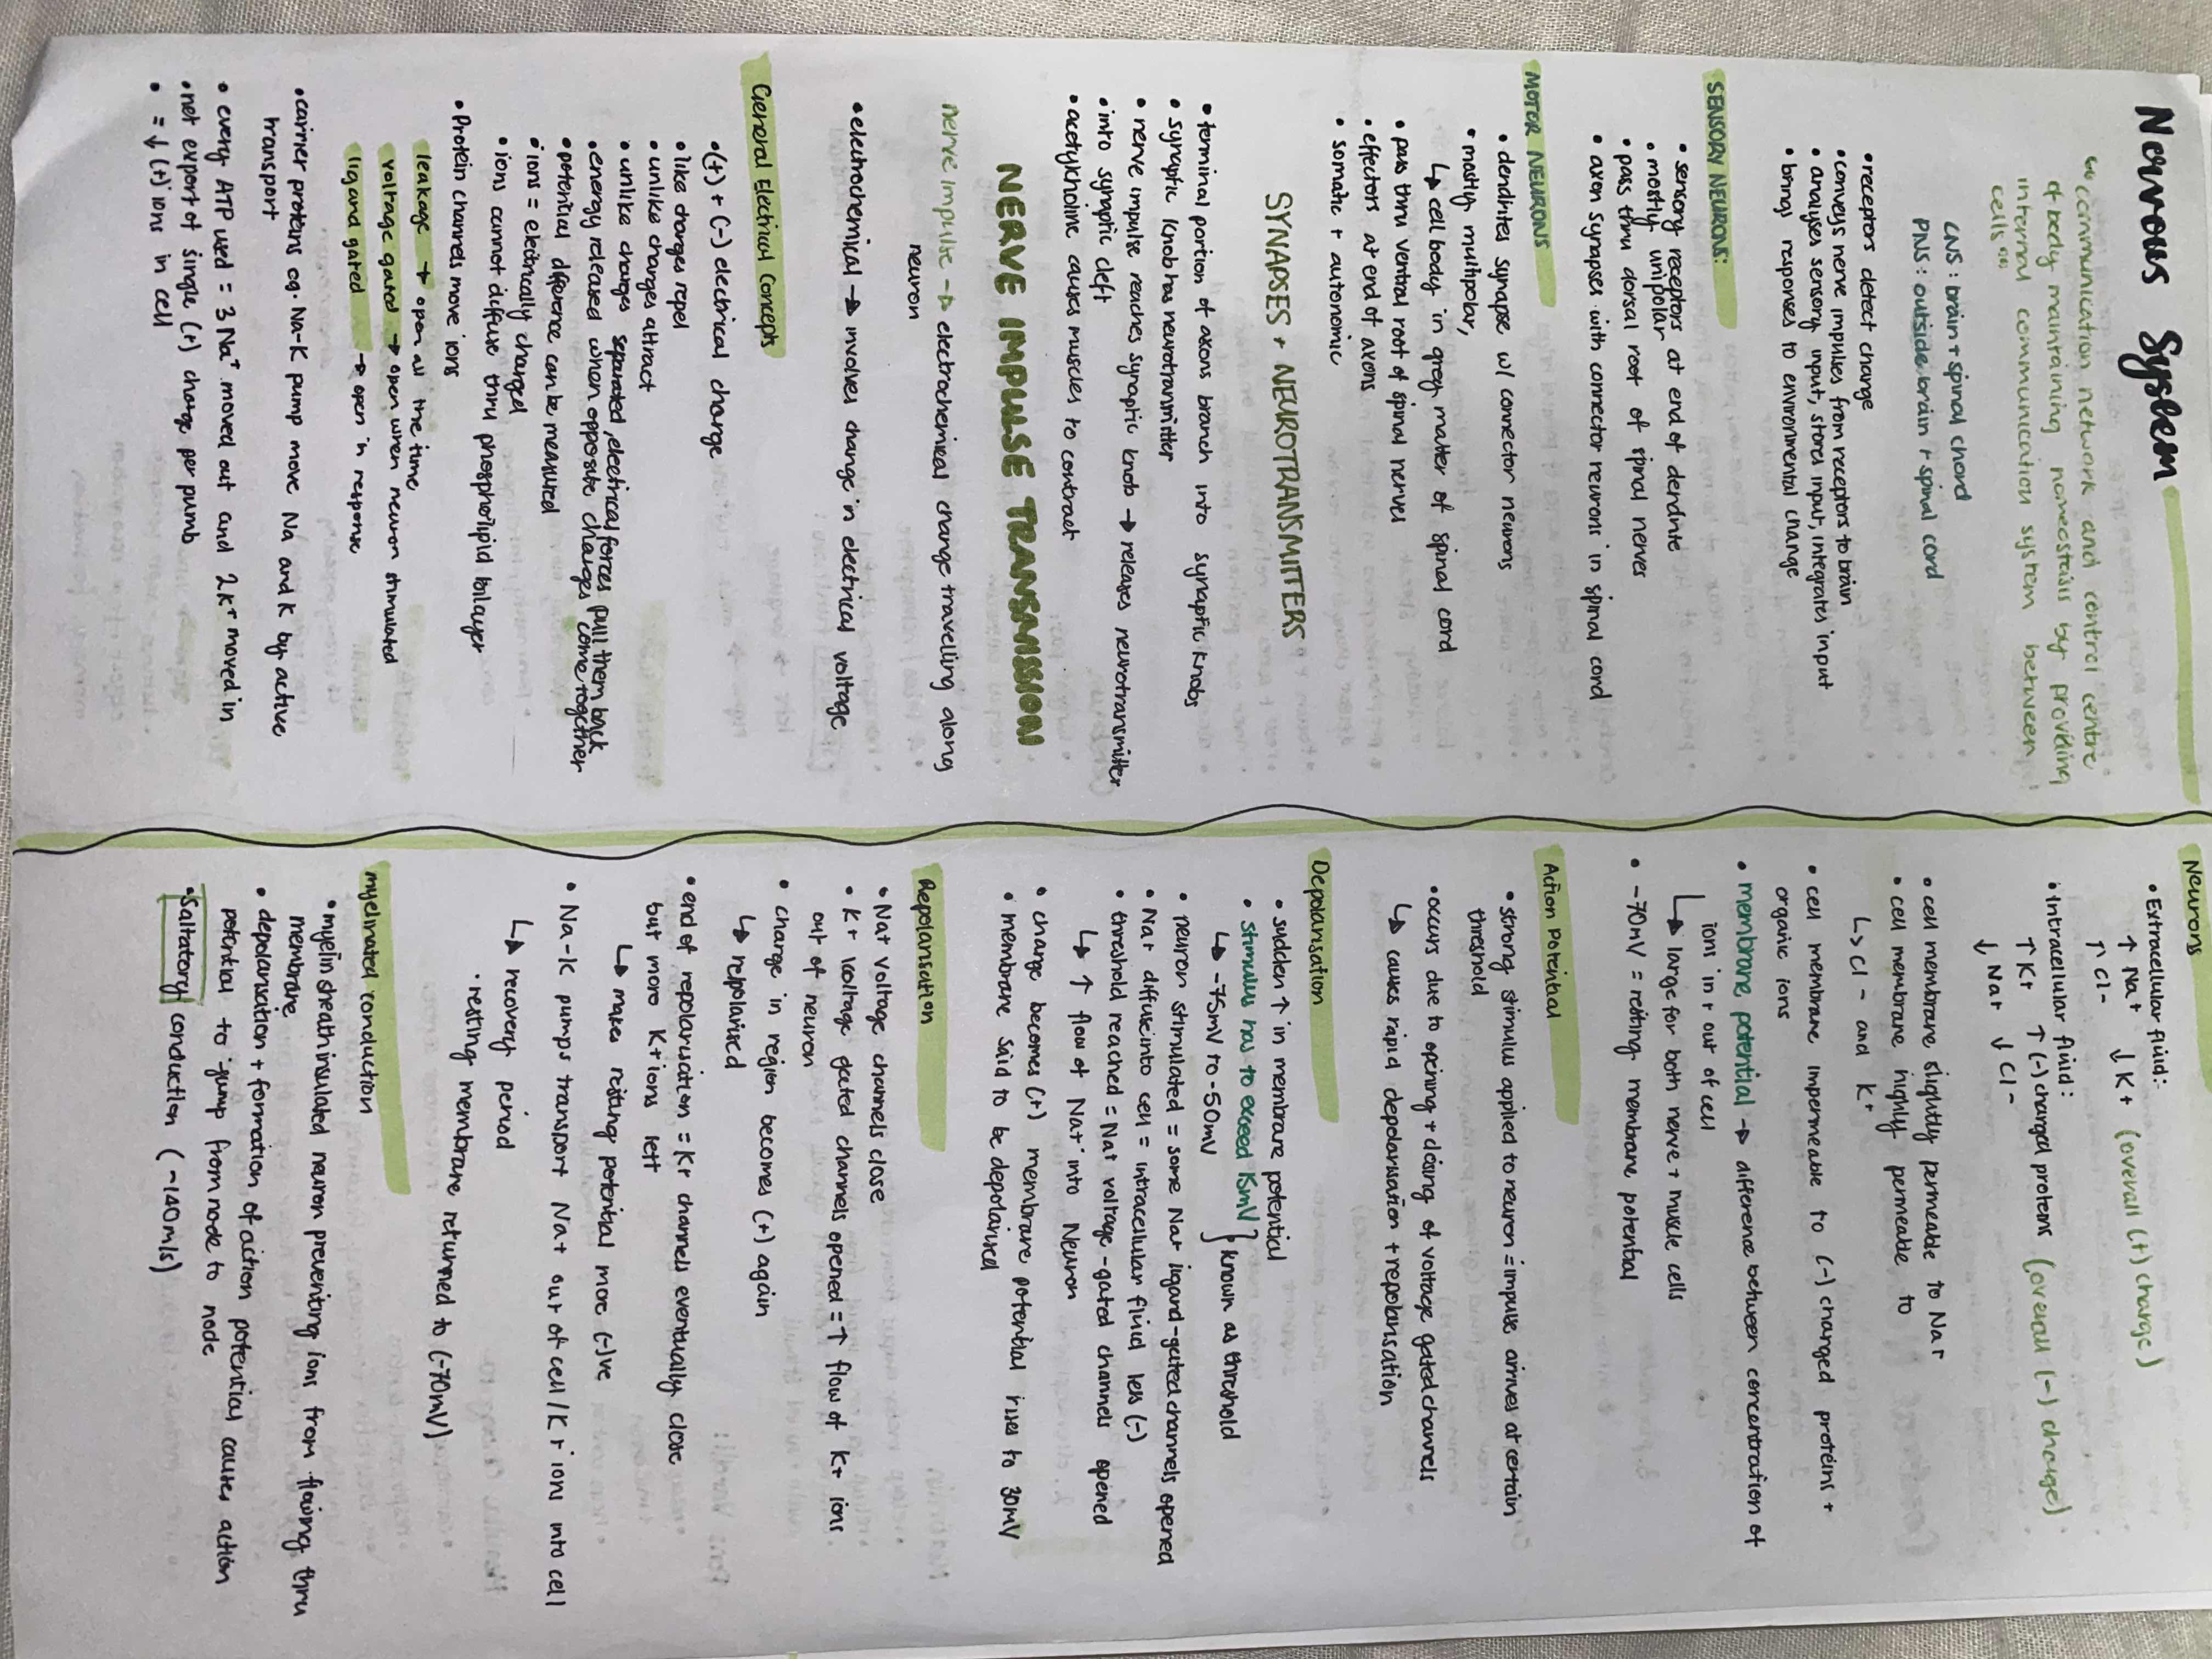 Nervous System
"communication network and control centre
of body maintaining homeostasis by providing
internal communication system between
cells"
CNS: brain + spinal chord
PNS: outside brain + spinal cord
• receptors detect change
• conveys nerve impulses from receptors to brain
• analyses sensory input, stores input, integrates input
• brings responses to environmental change
SENSORY NEURONS:
• sensory receptors at end of dendrite
• mostly unipolar
• pass thru dorsal root of spinal nerves
• axon synapses with connector neurons in spinal cord
MOTOR NEURONS
• dendrites synapse w/ connector neurons
• mostly multipolar,
↳ cell body in grey matter of spinal cord
• pass thru ventral root of spinal nerves
• effectors at end of axons
• somatic + autonomic
SYNAPSES + NEUROTRANSMITTERS
• terminal portion of axons branch into synaptic knobs
• synaptic knob has neurotransmitter
• nerve impulse reaches synaptic knob → releases neurotransmitter
• into synaptic cleft
• acetylcholine causes muscles to contract
NERVE IMPULSE TRANSMISSION
nerve impulse → electrochemical change travelling along
neuron
• electrochemical → involves change in electrical voltage
General Electrical Concepts
• (+) + (-) electrical charge
• like charges repel
• unlike charges attract
• unlike charges separated, electrical forces pull them back
• energy released when opposite charges come together
• potential difference can be measured
• ions = electrically charged
• ions cannot diffuse thru phospholipid bilayer
• Protein channels move ions
leakage → open all the time
voltage gated → open when neuron stimulated
ligand gated → open in response
• carrier proteins eg. Na-K pump move Na and K by active
transport
• every ATP used = 3 Na+ moved out and 2K+ moved in
• net export of single (+) charge per pumb
• = ↓ (+) ions in cell
Neurons
• Extracellular fluid:
↑ Na+ ↓ K+ (overall (+) charge)
↑ Cl-
• intracellular fluid:
↑ K+ ↑ (-) charged proteins (overall (-) charge)
↓ Na+ ↓ Cl-
• cell membrane slightly permeable to Na+
• cell membrane highly permeable to
↳ Cl- and K+
• cell membrane impermeable to (-) charged proteins +
organic ions
• membrane potential → difference between concentration of
ions in + out of cell
↳ large for both nerve + muscle cells
• -70mV = resting membrane potential
Action Potential
• strong stimulus applied to neuron = impulse arrives at certain
threshold
• occurs due to opening + closing of voltage gated channels
↳ causes rapid depolarisation + repolarisation
Depolarisation
• sudden ↑ in membrane potential
• stimulus has to exceed 15mV } known as threshold
↳ -75mV to -50mV
• neuron stimulated = some Na+ ligand-gated channels opened
• Na+ diffuse into cell = intracellular fluid less (-)
• threshold reached = Na+ voltage-gated channels opened
↳ ↑ flow of Na+ into Neuron
• change becomes (+) membrane potential rises to 30mV
• membrane said to be depolarised
Repolarisation
• Na+ voltage channels close
• K+ voltage gated channels opened = ↑ flow of K+ ions
out of neuron
• change in region becomes (+) again
↳ repolarised
• end of repolarisation = K+ channels eventually close
but more K+ ions left
↳ makes resting potential more (-)ve
• Na-K pumps transport Na+ out of cell / K+ ions into cell
↳ recovery period
• resting membrane returned to (-70mV)
myelinated conduction
• myelin sheath insulated neuron preventing ions from flowing thru
membrane
• depolarisation + formation of action potential causes action
potential to jump from node to node
• Saltatory conduction (~140m/s)